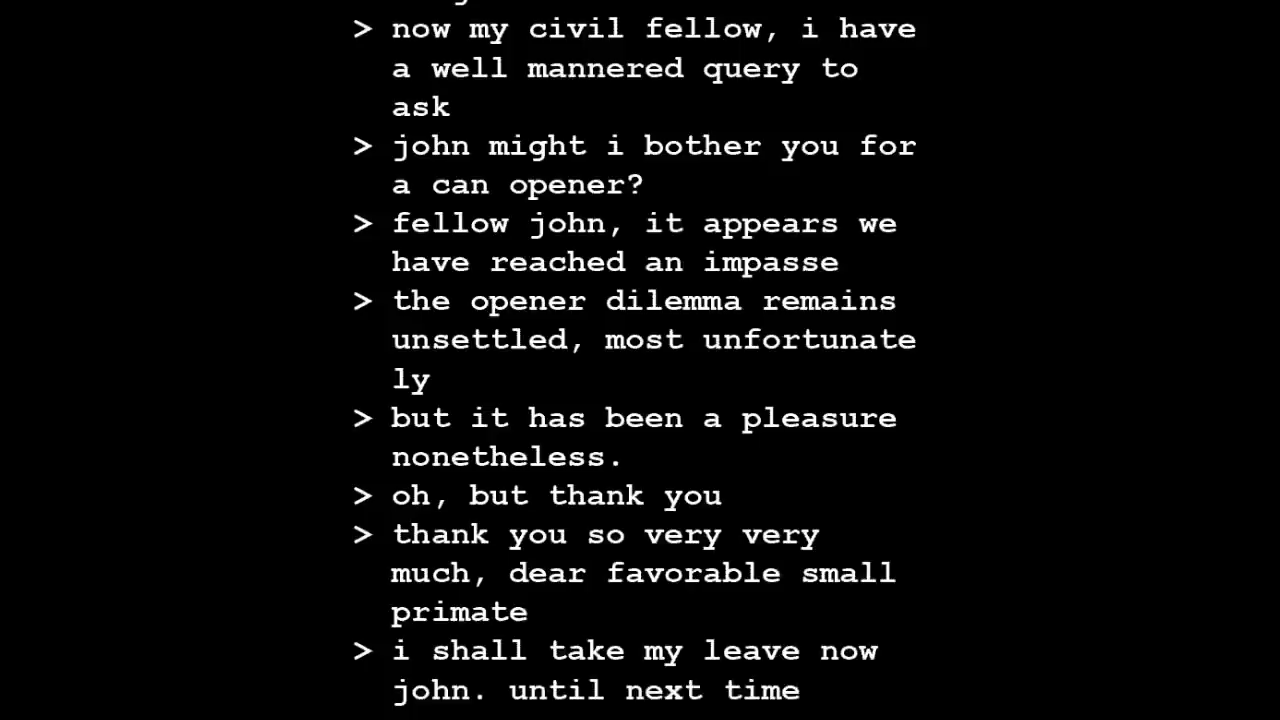 > now my civil fellow, i have
a well mannered query to
ask
> john might i bother you for
a can opener?
> fellow john, it appears we
have reached an impasse
> the opener dilemma remains
unsettled, most unfortunate
ly
> but it has been a pleasure
nonetheless.
> oh, but thank you
> thank you so very very
much, dear favorable small
primate
> i shall take my leave now
john. until next time